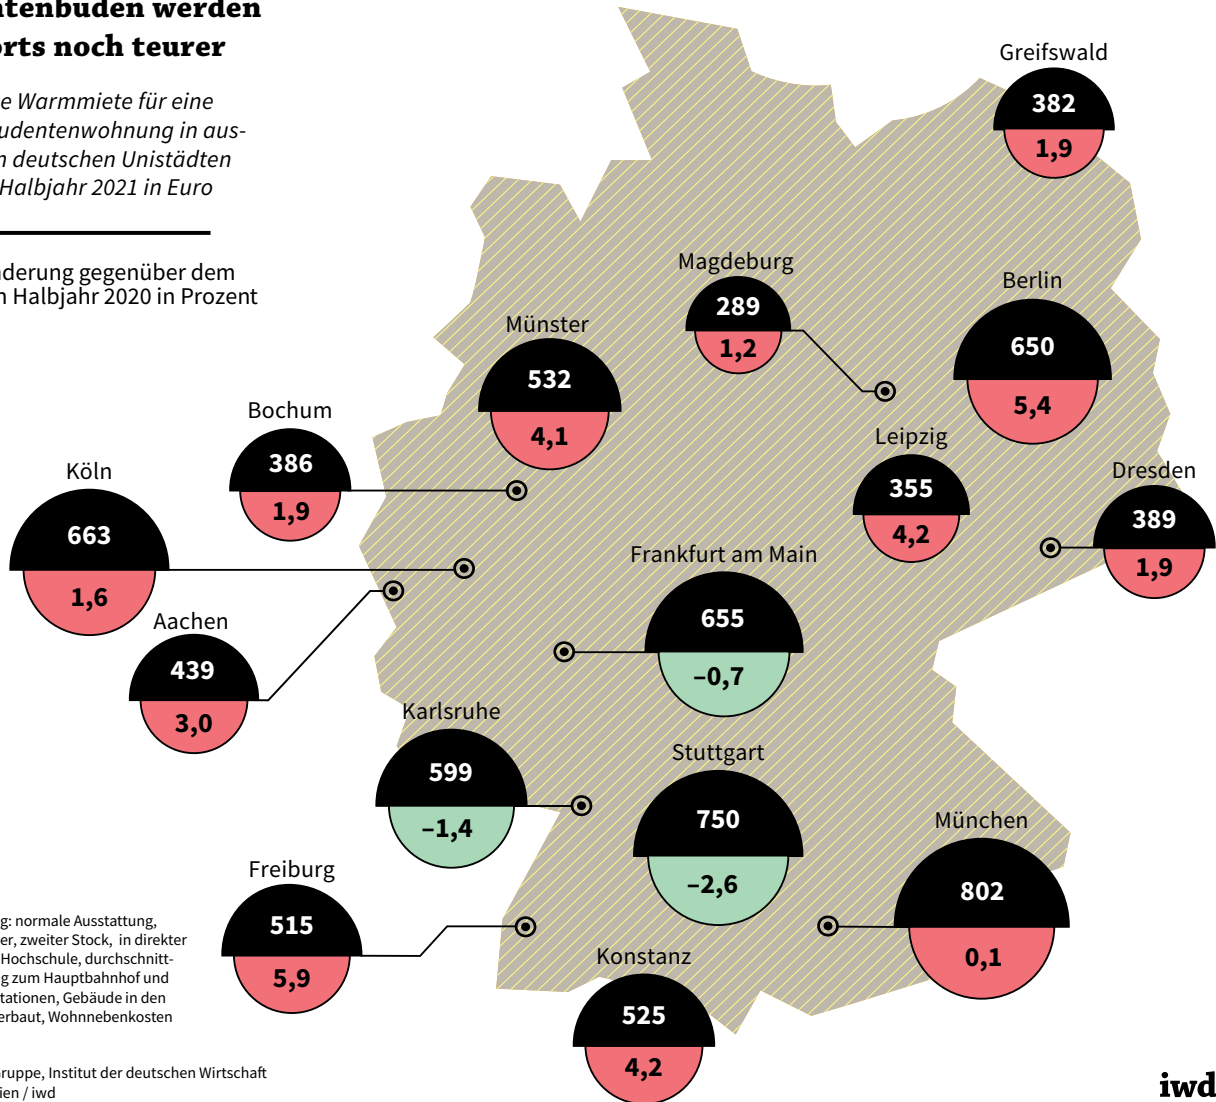 ntenbuden werden
orts noch teurer
e Warmmiete für eine
udentenwohnung in aus-
n deutschen Unistädten
Halbjahr 2021 in Euro
nderung gegenüber dem
n Halbjahr 2020 in Prozent
Greifswald
382
1,9
Magdeburg
289
1,2
Berlin
650
5,4
Münster
532
4,1
Bochum
386
1,9
Leipzig
355
4,2
Köln
663
1,6
Dresden
389
1,9
Frankfurt am Main
655
–0,7
Aachen
439
3,0
Karlsruhe
599
–1,4
Stuttgart
750
–2,6
München
802
0,1
Freiburg
515
5,9
Konstanz
525
4,2
g: normale Ausstattung,
er, zweiter Stock, in direkter
Hochschule, durchschnitt-
g zum Hauptbahnhof und
tationen, Gebäude in den
erbaut, Wohnnebenkosten
ruppe, Institut der deutschen Wirtschaft
ien / iwd
iwd